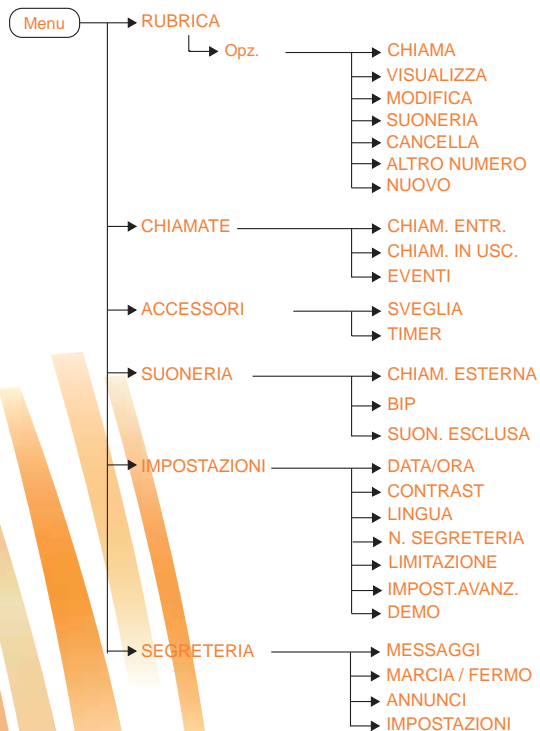 Menu
RUBRICA
Opz.
CHIAMA
VISUALIZZA
MODIFICA
SUONERIA
CANCELLA
ALTRO NUMERO
NUOVO
CHIAMATE
CHIAM. ENTR.
CHIAM. IN USC.
EVENTI
ACCESSORI
SVEGLIA
TIMER
SUONERIA
CHIAM. ESTERNA
BIP
SUON. ESCLUSA
IMPOSTAZIONI
DATA/ORA
CONTRAST
LINGUA
N. SEGRETERIA
LIMITAZIONE
IMPOST.AVANZ.
DEMO
SEGRETERIA
MESSAGGI
MARCIA / FERMO
ANNUNCI
IMPOSTAZIONI